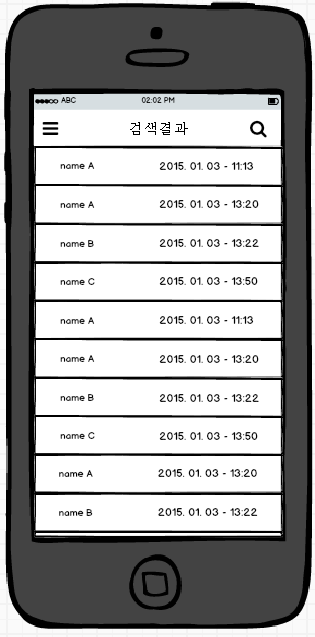 ABC 02:02 PM
검색결과
name A 2015. 01. 03 - 11:13
name A 2015. 01. 03 - 13:20
name B 2015. 01. 03 - 13:22
name C 2015. 01. 03 - 13:50
name A 2015. 01. 03 - 11:13
name A 2015. 01. 03 - 13:20
name B 2015. 01. 03 - 13:22
name C 2015. 01. 03 - 13:50
name A 2015. 01. 03 - 13:20
name B 2015. 01. 03 - 13:22